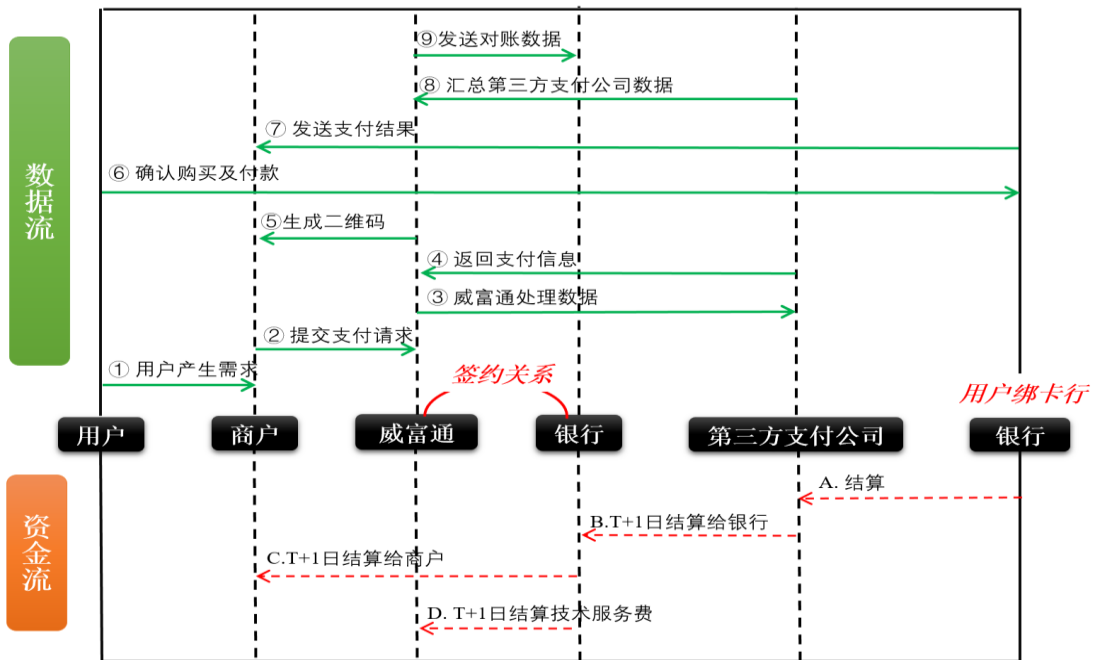 ⑨发送对账数据
⑧ 汇总第三方支付公司数据
⑦ 发送支付结果
⑥ 确认购买及付款
⑤生成二维码
④ 返回支付信息
③ 威富通处理数据
② 提交支付请求
① 用户产生需求
数据流
签约关系
用户绑卡行
用户
商户
威富通
银行
第三方支付公司
银行
资金流
A. 结算
B.T+1日结算给银行
C.T+1日结算给商户
D. T+1日结算技术服务费